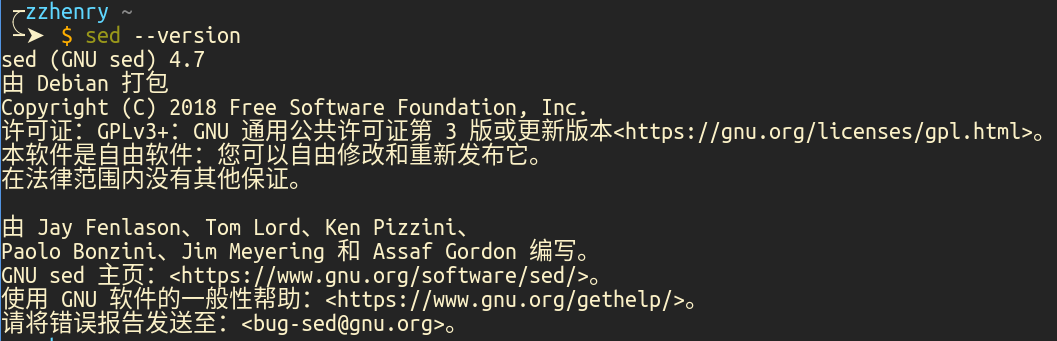 zzhenry ~
$ sed --version
sed (GNU sed) 4.7
由 Debian 打包
Copyright (C) 2018 Free Software Foundation, Inc.
许可证：GPLv3+：GNU 通用公共许可证第 3 版或更新版本<https://gnu.org/licenses/gpl.html>。
本软件是自由软件：您可以自由修改和重新发布它。
在法律范围内没有其他保证。
由 Jay Fenlason、Tom Lord、Ken Pizzini、
Paolo Bonzini、Jim Meyering 和 Assaf Gordon 编写。
GNU sed 主页：<https://www.gnu.org/software/sed/>。
使用 GNU 软件的一般性帮助：<https://www.gnu.org/gethelp/>。
请将错误报告发送至：<bug-sed@gnu.org>。